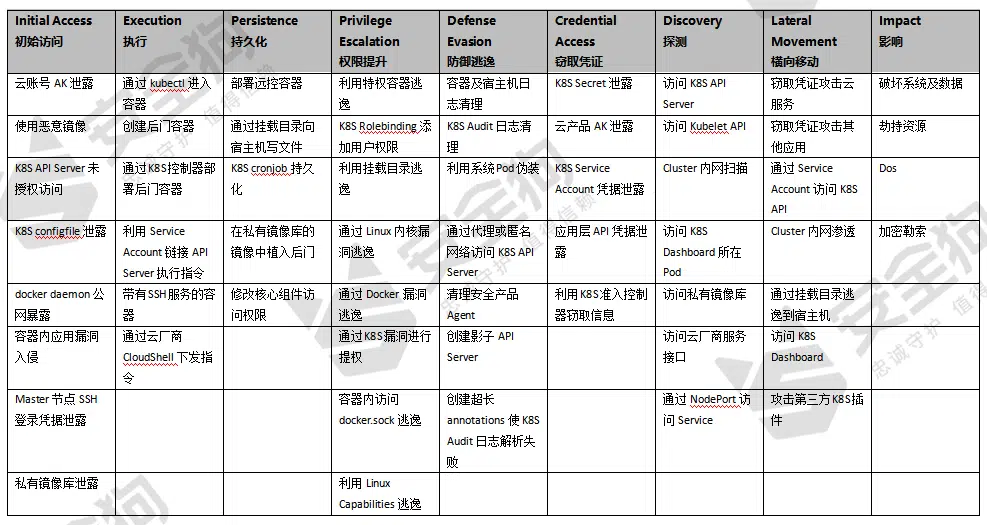 Initial Access
初始访问
Execution
执行
Persistence
持久化
Privilege
Escalation
权限提升
Defense
Evasion
防御逃逸
Credential
Access
窃取凭证
Discovery
探测
Lateral
Movement
横向移动
Impact
影响
云账号 AK 泄露
通过 kubectl 进入
容器
部署远控容器
利用特权容器逃
逸
容器及宿主机日
志清理
K8S Secret 泄露
访问 K8S API
Server
窃取凭证攻击云
服务
破坏系统及数据
使用恶意镜像
创建后门容器
通过挂载目录向
宿主机写文件
K8S Rolebinding 添
加用户权限
K8S Audit 日志清
理
云产品 AK 泄露
访问 Kubelet API
窃取凭证攻击其
他应用
劫持资源
K8S API Server 未
授权访问
通过K8S控制器部
署后门容器
K8S cronjob 持久
化
利用挂载目录逃
逸
利用系统Pod伪装
K8S Service
Account 凭据泄露
Cluster 内网扫描
通过 Service
Account 访问 K8S
API
Dos
K8S configfile 泄露
利用 Service
Account 链接 API
Server 执行指令
在私有镜像库的
镜像中植入后门
通过 Linux 内核漏
洞逃逸
通过代理或匿名
网络访问 K8S API
Server
应用层 API 凭据泄
露
访问 K8S
Dashboard 所在
Pod
Cluster 内网渗透
加密勒索
docker daemon 公
网暴露
带有SSH服务的容
器
修改核心组件访
问权限
通过 Docker 漏洞
逃逸
清理安全产品
Agent
利用K8S准入控制
器窃取信息
访问私有镜像库
通过挂载目录逃
逸到宿主机
容器内应用漏洞
入侵
通过云厂商
CloudShell 下发指
令
通过K8S漏洞进行
提权
创建影子 API
Server
访问云厂商服务
接口
访问 K8S
Dashboard
Master 节点 SSH
登录凭据泄露
容器内访问
docker.sock 逃逸
创建超长
annotations 使 K8S
Audit 日志解析失
败
通过 NodePort 访
问 Service
攻击第三方K8S插
件
私有镜像库泄露
利用 Linux
Capabilities 逃逸
安全狗
忠诚守护 值得信赖